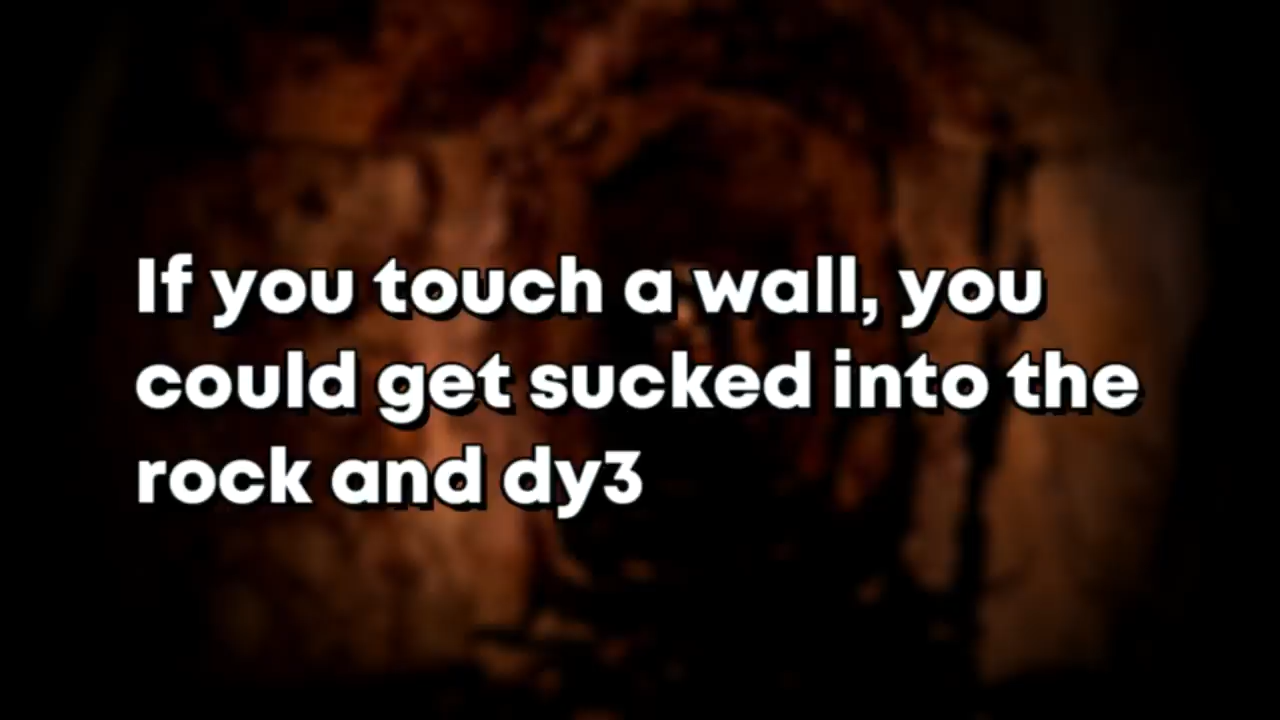 If you touch a wall, you
could get sucked into the
rock and dy3